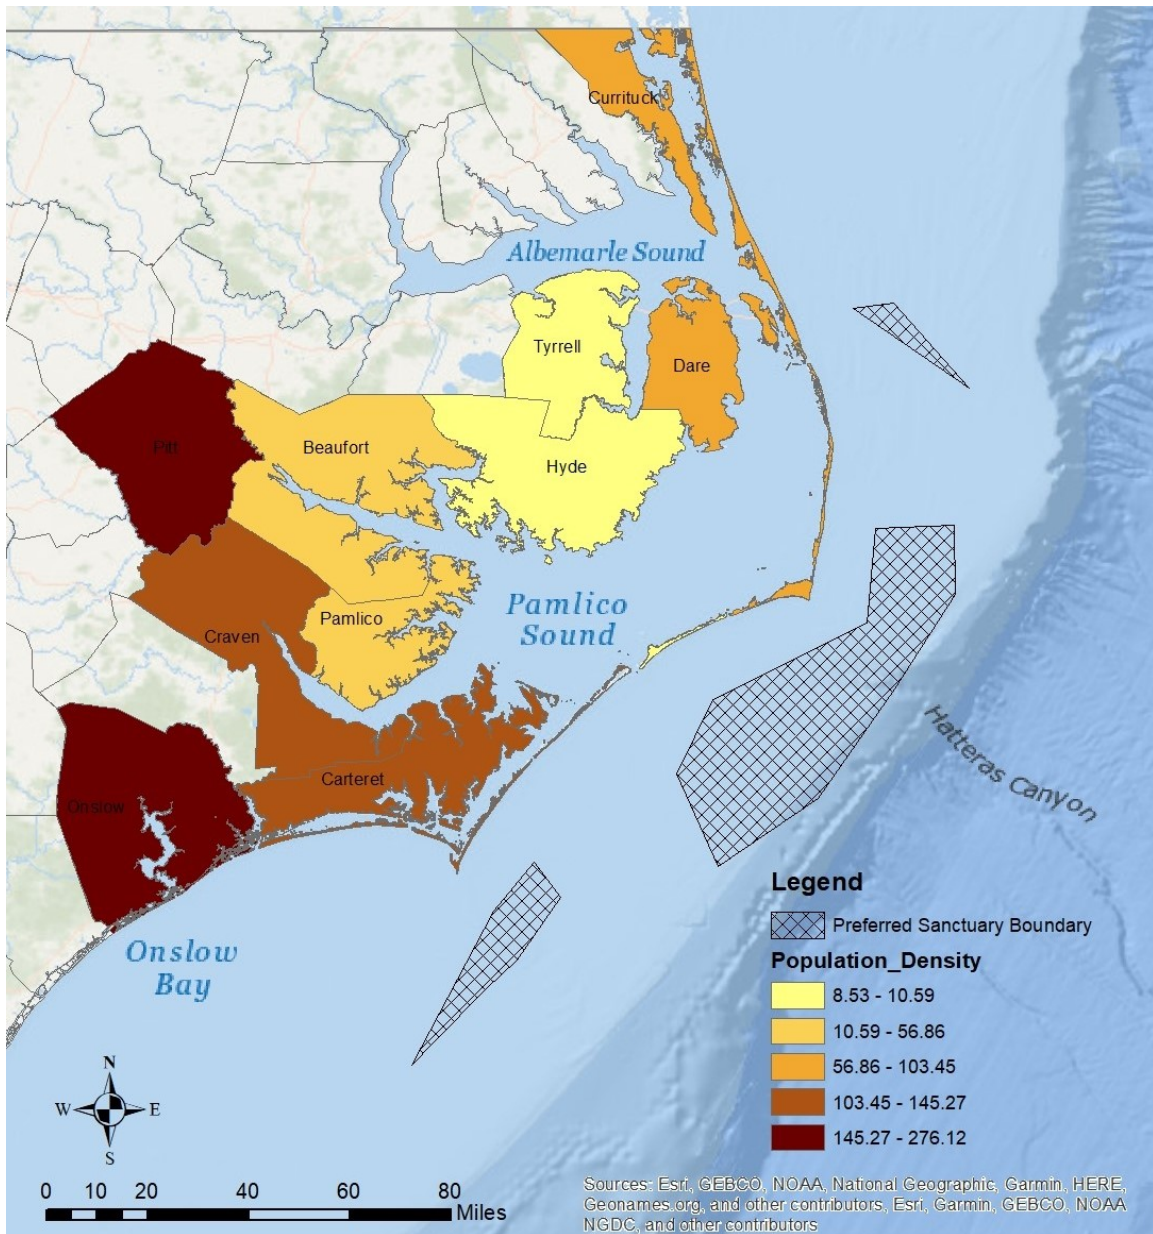 Currituck
Albemarle Sound
Tyrrell
Dare
Pitt
Beaufort
Hyde
Pamlico
Sound
Pamlico
Craven
Hatteras Canyon
Carteret
Onslow
Onslow
Bay
Legend
Preferred Sanctuary Boundary
Population_Density
8.53 - 10.59
10.59 - 56.86
56.86 - 103.45
103.45 - 145.27
145.27 - 276.12
N
W E
S
0 10 20 40 60 80
Miles
Sources: Esri, GEBCO, NOAA, National Geographic, Garmin, HERE,
Geonames.org, and other contributors, Esri, Garmin, GEBCO, NOAA
NGDC, and other contributors